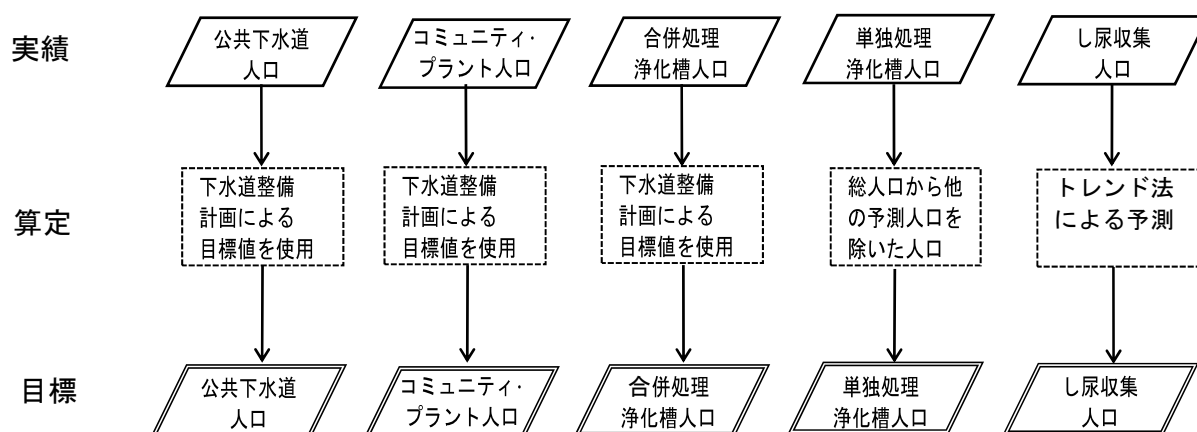 実績
公共下水道
人口
コミュニティ・
プラント人口
合併処理
浄化槽人口
単独処理
浄化槽人口
し尿収集
人口
算定
下水道整備
計画による
目標値を使用
下水道整備
計画による
目標値を使用
下水道整備
計画による
目標値を使用
総人口から他
の予測人口を
除いた人口
トレンド法
による予測
目標
公共下水道
人口
コミュニティ・
プラント人口
合併処理
浄化槽人口
単独処理
浄化槽人口
し尿収集
人口